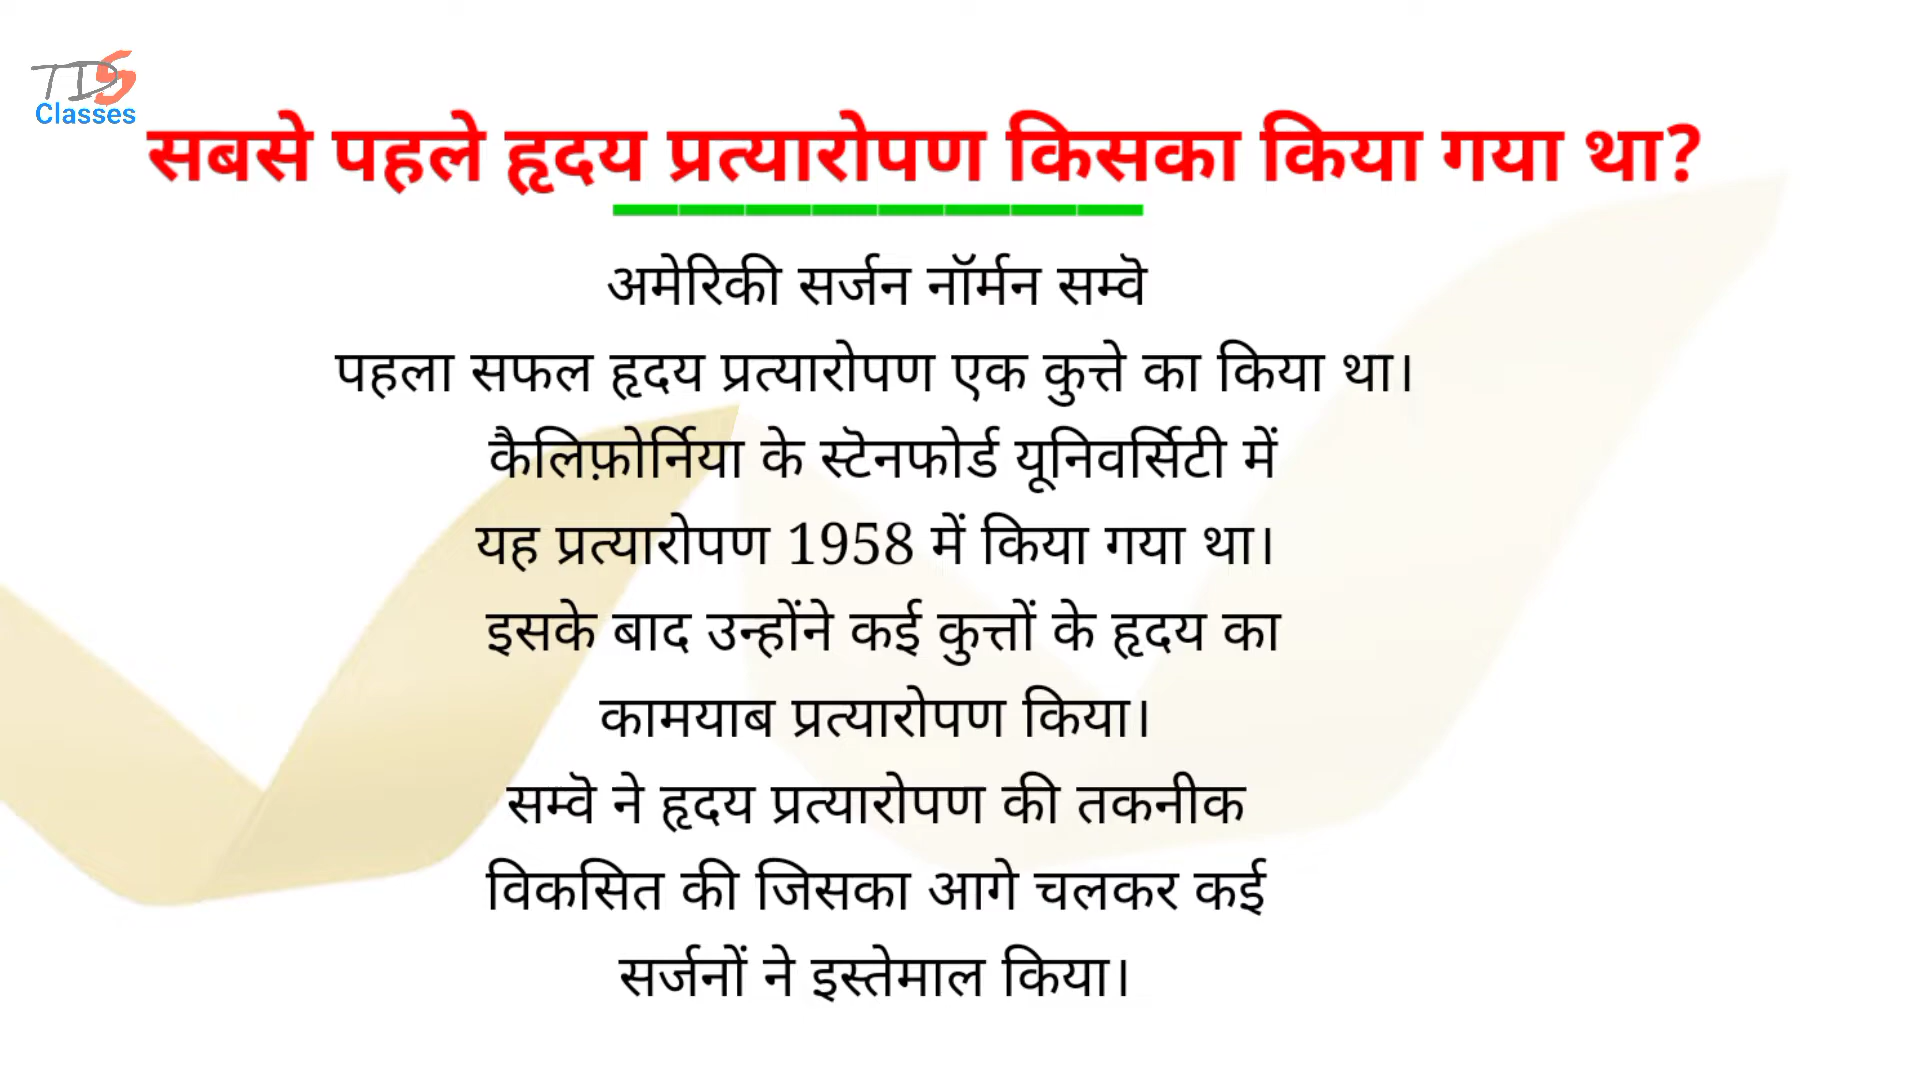 TDS
Classes
सबसे पहले हृदय प्रत्यारोपण किसका किया गया था?
अमेरिकी सर्जन नॉर्मन सम्वॆ
पहला सफल हृदय प्रत्यारोपण एक कुत्ते का किया था।
कैलिफ़ोर्निया के स्टॆनफोर्ड यूनिवर्सिटी में
यह प्रत्यारोपण 1958 में किया गया था।
इसके बाद उन्होंने कई कुत्तों के हृदय का
कामयाब प्रत्यारोपण किया।
सम्वॆ ने हृदय प्रत्यारोपण की तकनीक
विकसित की जिसका आगे चलकर कई
सर्जनों ने इस्तेमाल किया।